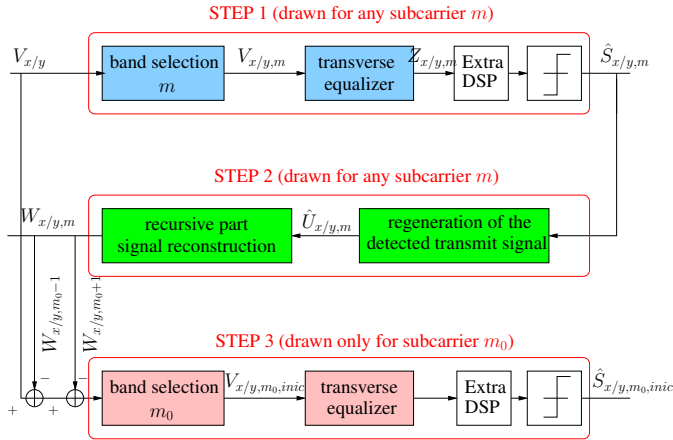 STEP 1 (drawn for any subcarrier m)
V_{x/y}
band selection
m
V_{x/y,m}
transverse
equalizer
Z_{x/y,m}
Extra
DSP
Ŝ_{x/y,m}
STEP 2 (drawn for any subcarrier m)
W_{x/y,m}
recursive part
signal reconstruction
Û_{x/y,m}
regeneration of the
detected transmit signal
W_{x/y,m_0−1}
W_{x/y,m_0+1}
STEP 3 (drawn only for subcarrier m_0)
−
−
+
+
band selection
m_0
V_{x/y,m_0,inic}
transverse
equalizer
Extra
DSP
Ŝ_{x/y,m_0,inic}